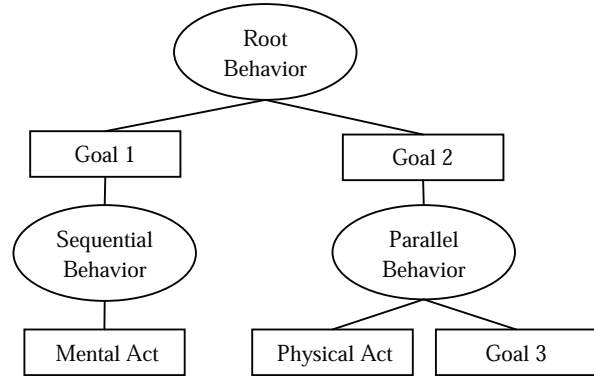 Root
Behavior
Goal 1
Goal 2
Sequential
Behavior
Parallel
Behavior
Mental Act
Physical Act
Goal 3